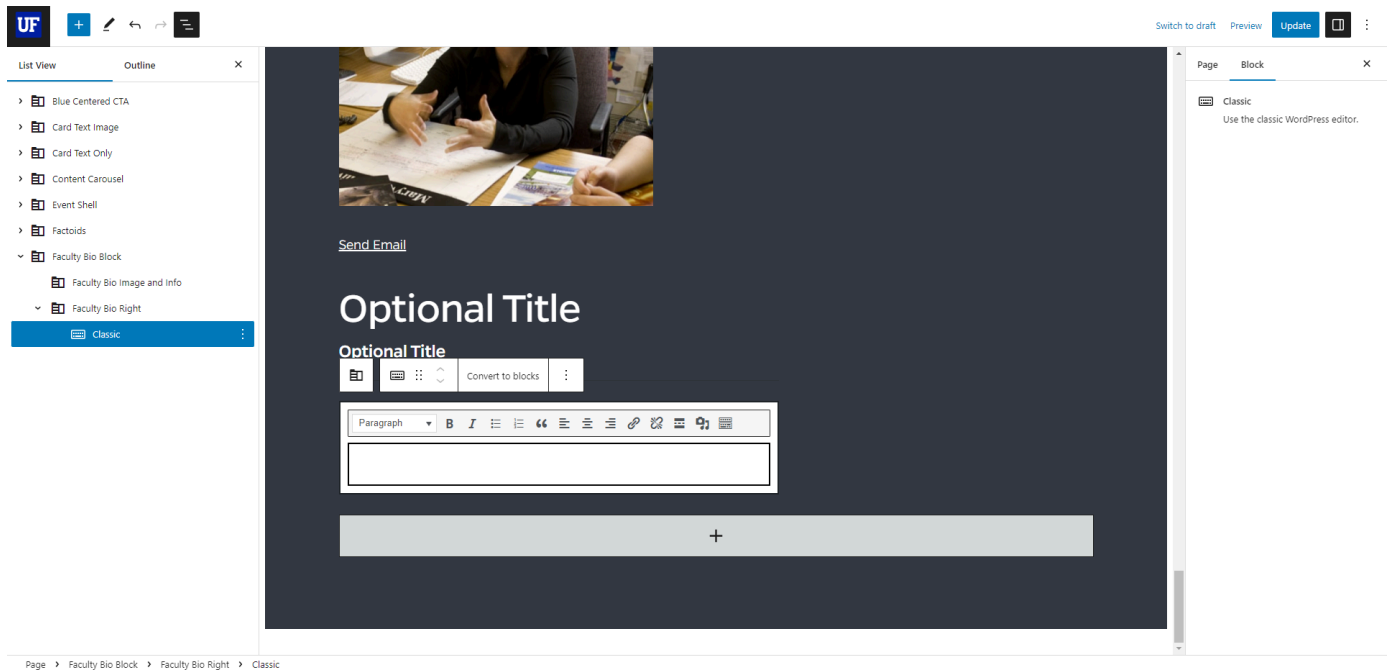 UF
Switch to draft Preview Update
List View Outline
Page Block
Blue Centered CTA
Card Text Image
Card Text Only
Content Carousel
Event Shell
Factoids
Faculty Bio Block
Faculty Bio Image and Info
Faculty Bio Right
Classic
Send Email
Optional Title
Optional Title
Convert to blocks
Paragraph
Classic
Use the classic WordPress editor.
Page > Faculty Bio Block > Faculty Bio Right > Classic